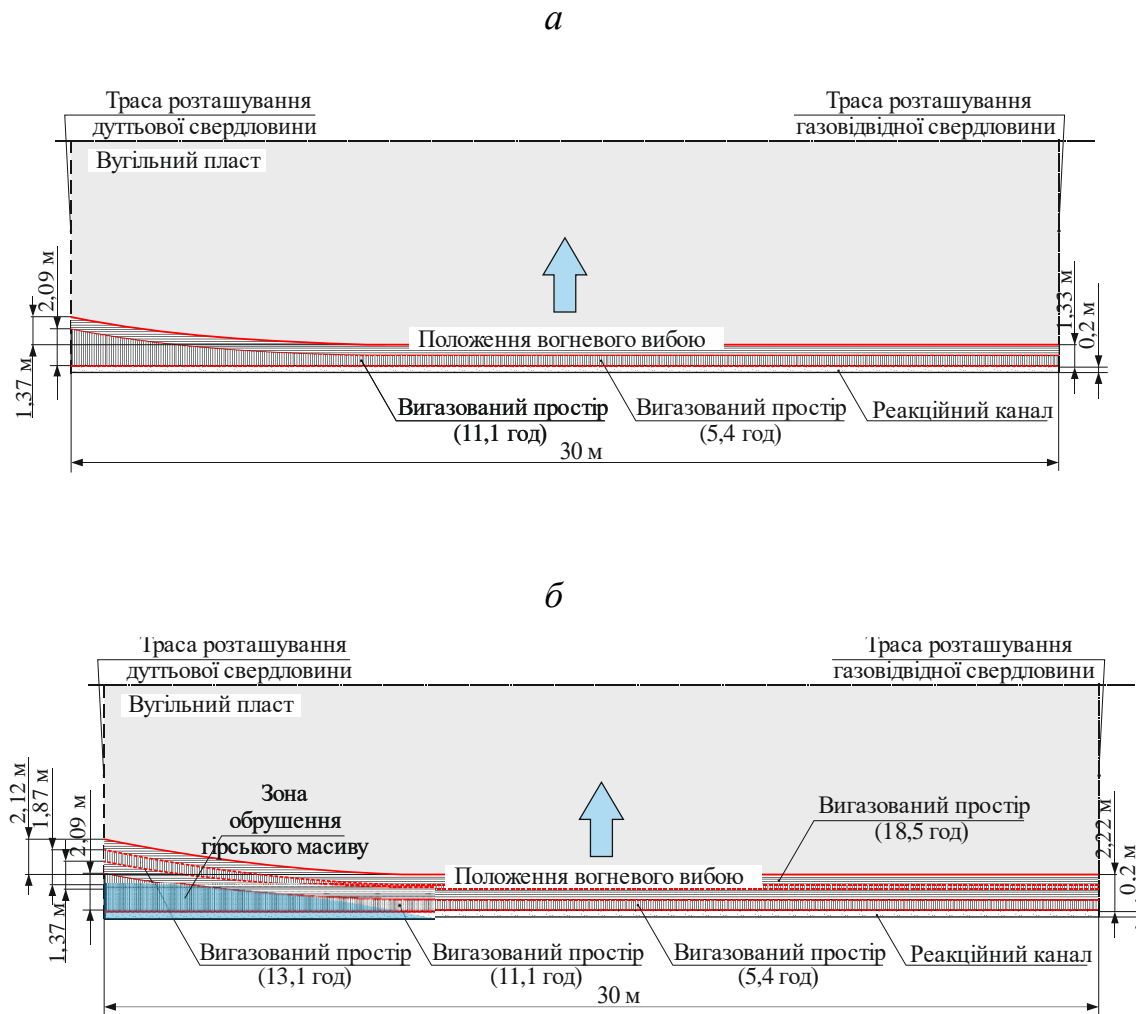 а
Траса розташування
дуттьової свердловини
Траса розташування
газовідвідної свердловини
Вугільний пласт
2,09 м
1,37 м
1,33 м
0,2 м
Положення вогневого вибою
Вигазований простір
(11,1 год)
Вигазований простір
(5,4 год)
Реакційний канал
30 м
б
Траса розташування
дуттьової свердловини
Траса розташування
газовідвідної свердловини
Вугільний пласт
2,12 м
1,87 м
2,09 м
1,37 м
Зона
обрушення
гірського масиву
Вигазований простір
(18,5 год)
2,22 м
0,2 м
Положення вогневого вибою
Вигазований простір
(13,1 год)
Вигазований простір
(11,1 год)
Вигазований простір
(5,4 год)
Реакційний канал
30 м